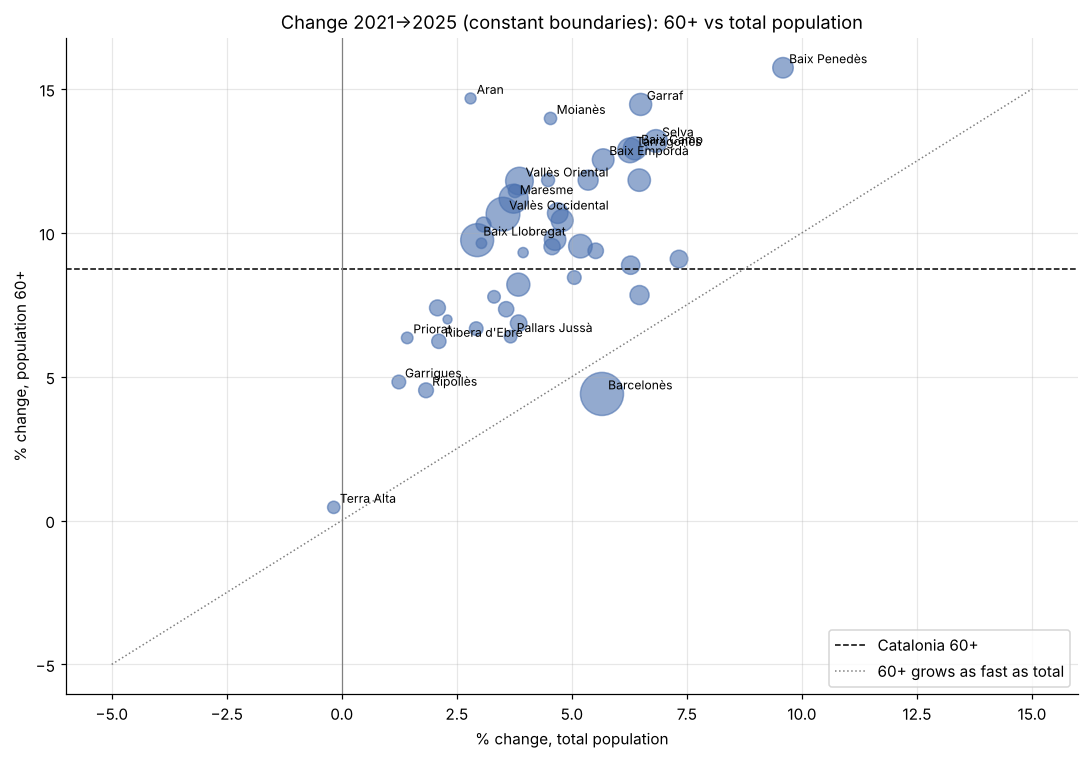 Change 2021→2025 (constant boundaries): 60+ vs total population
% change, population 60+
15
10
5
0
−5
Baix Penedès
Aran
Garraf
Moianès
Selva
Baix Camp
Tarragonès
Baix Empordà
Vallès Oriental
Maresme
Vallès Occidental
Baix Llobregat
Priorat
Ribera d'Ebre
Pallars Jussà
Garrigues
Ripollès
Barcelonès
Terra Alta
Catalonia 60+
60+ grows as fast as total
−5.0
−2.5
0.0
2.5
5.0
7.5
10.0
12.5
15.0
% change, total population